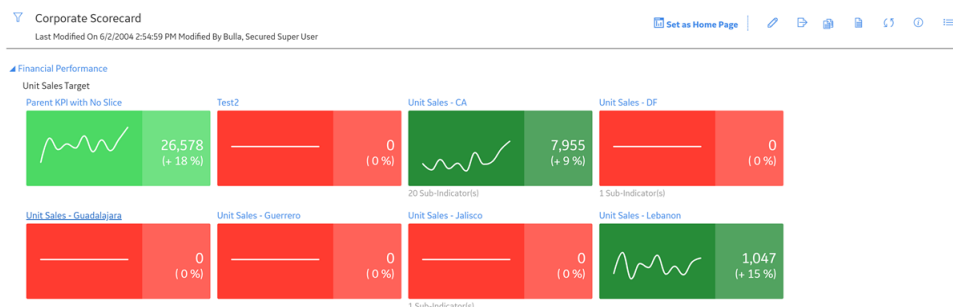 Corporate Scorecard
Last Modified On 6/2/2004 2:54:59 PM Modified By Bulla, Secured Super User
Set as Home Page
Financial Performance
Unit Sales Target
Parent KPI with No Slice
26,578
(+ 18 %)
Test2
0
( 0 %)
Unit Sales - CA
7,955
(+ 9 %)
20 Sub-Indicator(s)
Unit Sales - DF
0
( 0 %)
1 Sub-Indicator(s)
Unit Sales - Guadalajara
0
( 0 %)
Unit Sales - Guerrero
0
( 0 %)
Unit Sales - Jalisco
0
( 0 %)
1 Sub-Indicator(s)
Unit Sales - Lebanon
1,047
(+ 15 %)